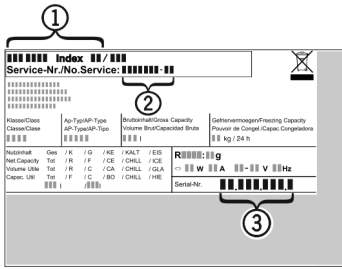 1
Index /
Service-Nr./No.Service: -
2
Klasse/Class
Classe/Clase
Ap-Typ/AP-Type
AP-Type/AP-Tipo
Bruttoinhalt/Gross Capacity
Volume Brut/Capacidad Bruta
l
Gefriervermoegen/Freezing Capacity
Pouvoir de Congel./Capac.Congeladora
kg / 24 h
Nutzinhalt Ges / K / G / KE / KALT / EIS
Net.Capacity Tot / R / F / CE / CHILL / ICE
Volume Utile Tot / R / C / CA / CHILL / GLA
Capac. Util Tot / F / C / BO / CHILL / HIE
l / l
R : g
W A - V Hz
Serial-Nr. . . .
3